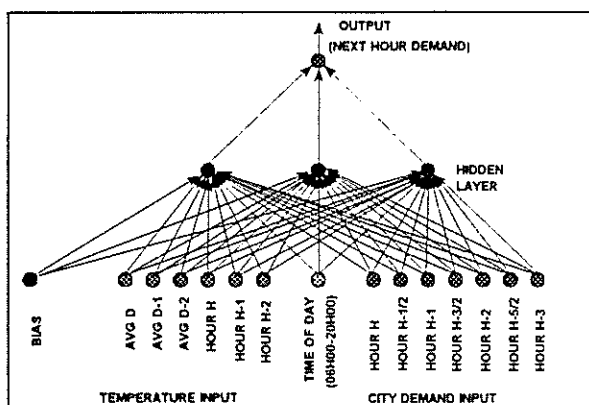 OUTPUT
(NEXT HOUR DEMAND)
HIDDEN
LAYER
BIAS
AVG D
AVG D-1
AVG D-2
HOUR H
HOUR H-1
HOUR H-2
TIME OF DAY
(06H00-20H00)
HOUR H
HOUR H-1/2
HOUR H-1
HOUR H-3/2
HOUR H-2
HOUR H-5/2
HOUR H-3
TEMPERATURE INPUT
CITY DEMAND INPUT